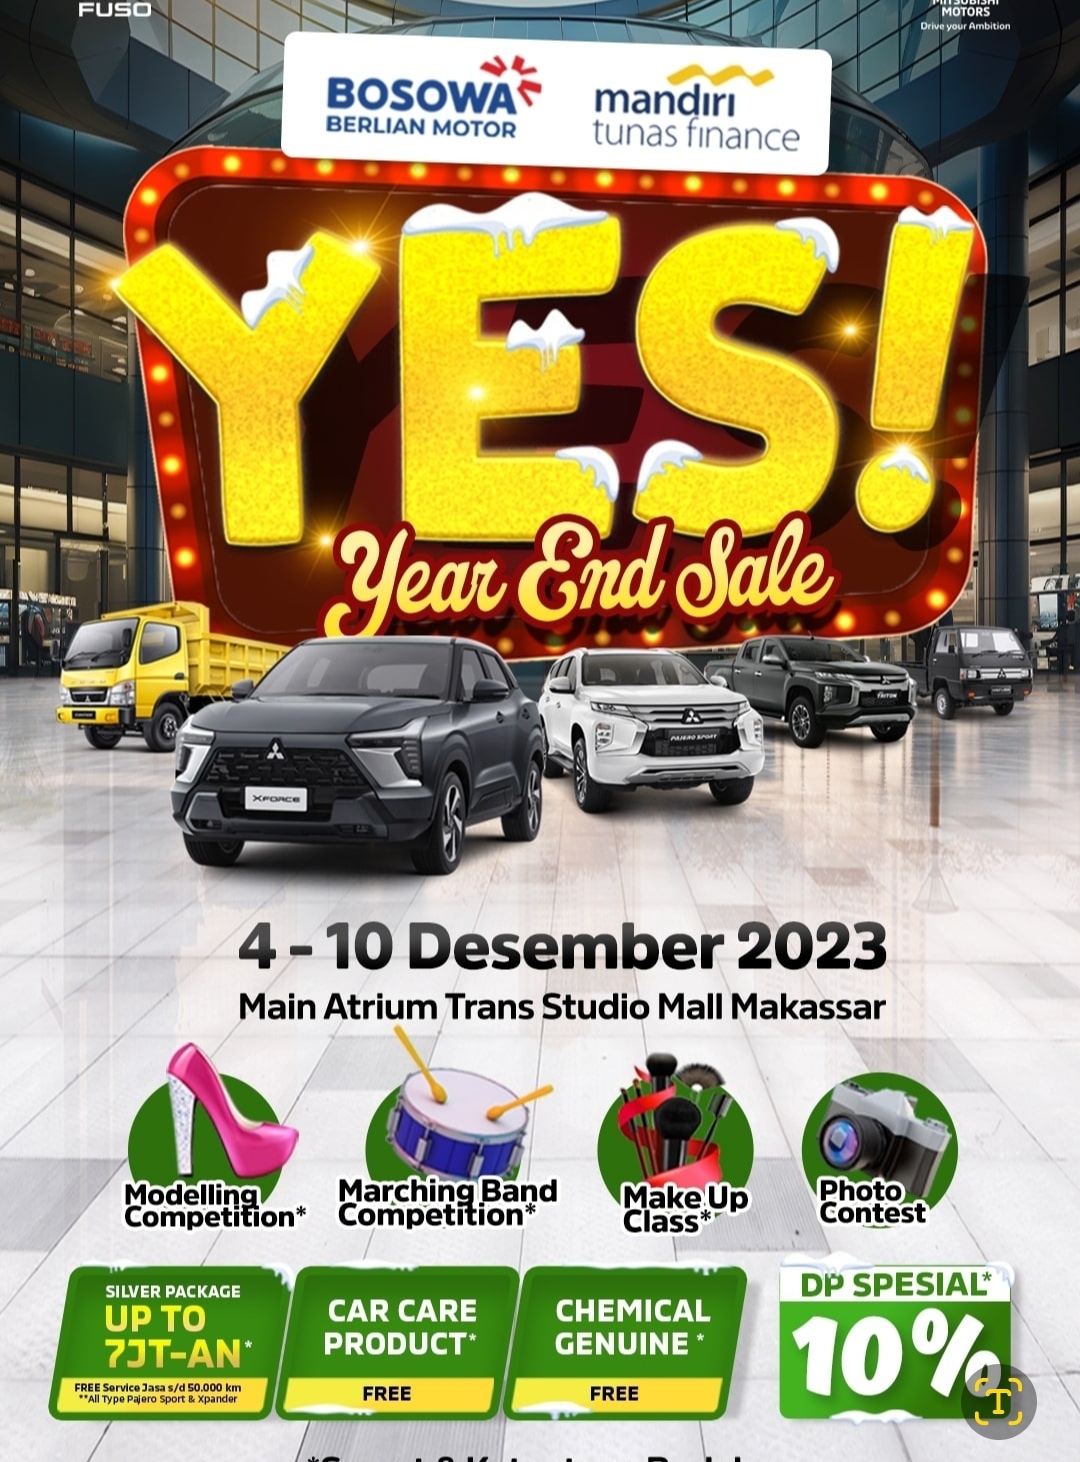 FUSO
MITSUBISHI
MOTORS
Drive your Ambition
BOSOWA
BERLIAN MOTOR
mandiri
tunas finance
YES!
Year End Sale
XFORCE
PAJERO SPORT
TRITON
4 - 10 Desember 2023
Main Atrium Trans Studio Mall Makassar
Modelling
Competition*
Marching Band
Competition*
Make Up
Class*
Photo
Contest
SILVER PACKAGE
UP TO
7JT-AN*
FREE Service Jasa s/d 50.000 km
**All Type Pajero Sport & Xpander
CAR CARE
PRODUCT*
FREE
CHEMICAL
GENUINE *
FREE
DP SPESIAL*
10%
T